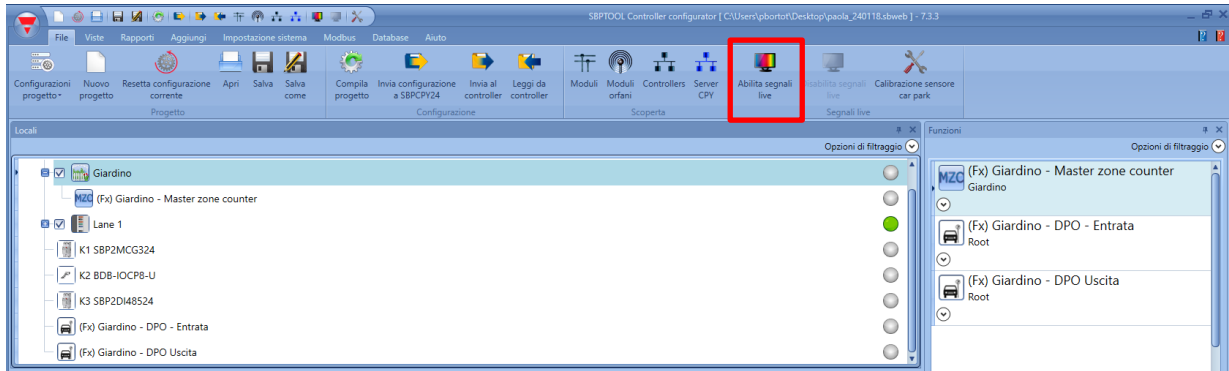 SBPTOOL Controller configurator [ C:\Users\pbortot\Desktop\paola_240118.sbweb ] - 7.3.3
File Viste Rapporti Aggiungi Impostazione sistema Modbus Database Aiuto
Configurazioni progetto
Nuovo progetto
Resetta configurazione corrente
Apri
Salva
Salva come
Compila progetto
Invia configurazione a SBPCPY24
Invia al controller
Leggi da controller
Moduli
Moduli orfani
Controllers
Server CPY
Abilita segnali live
Disabilita segnali live
Calibrazione sensore car park
Progetto
Configurazione
Scoperta
Segnali live
Locali
Opzioni di filtraggio
Giardino
MZC (Fx) Giardino - Master zone counter
Lane 1
K1 SBP2MCG324
K2 BDB-IOCP8-U
K3 SBP2DI48524
(Fx) Giardino - DPO - Entrata
(Fx) Giardino - DPO Uscita
Funzioni
Opzioni di filtraggio
MZC (Fx) Giardino - Master zone counter
Giardino
(Fx) Giardino - DPO - Entrata
Root
(Fx) Giardino - DPO Uscita
Root